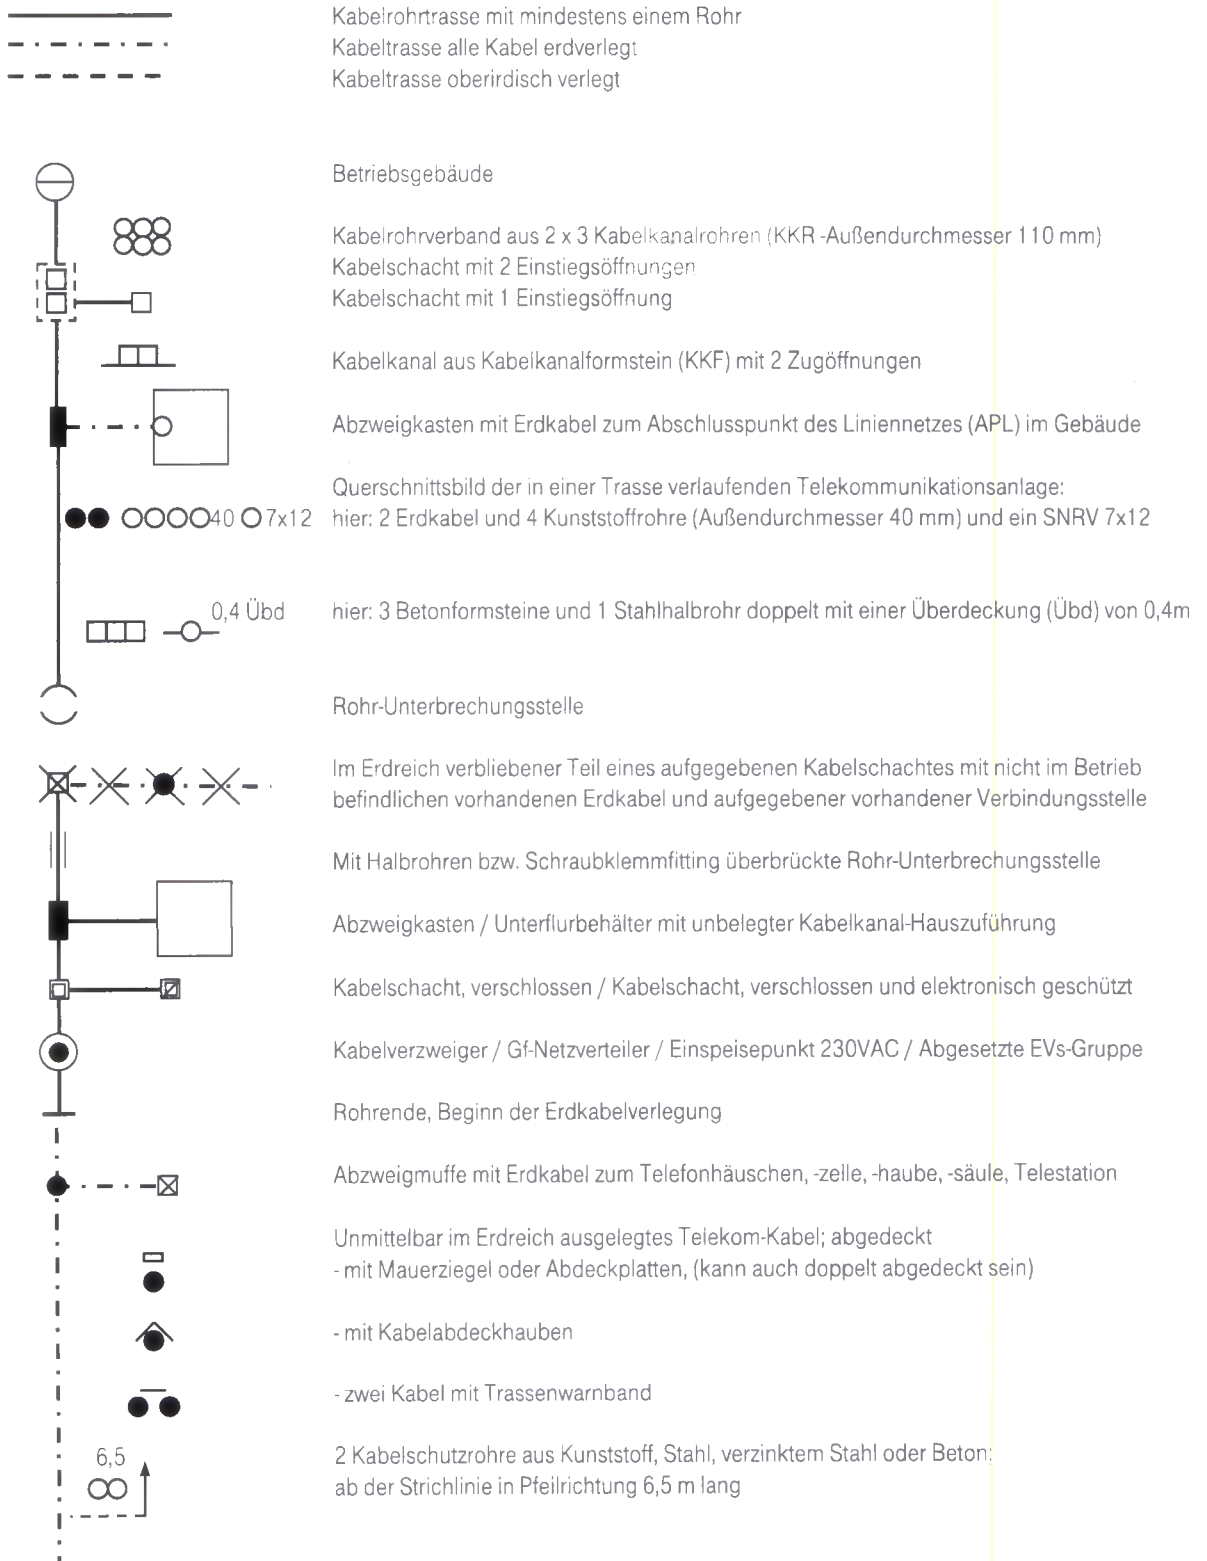 Kabelrohrtrasse mit mindestens einem Rohr
Kabeltrasse alle Kabel erdverlegt
Kabeltrasse oberirdisch verlegt
Betriebsgebäude
Kabelrohrverband aus 2 x 3 Kabelkanalrohren (KKR -Außendurchmesser 110 mm)
Kabelschacht mit 2 Einstiegsöffnungen
Kabelschacht mit 1 Einstiegsöffnung
Kabelkanal aus Kabelkanalformstein (KKF) mit 2 Zugöffnungen
Abzweigkasten mit Erdkabel zum Abschlusspunkt des Liniennetzes (APL) im Gebäude
Querschnittsbild der in einer Trasse verlaufenden Telekommunikationsanlage:
40 7x12 hier: 2 Erdkabel und 4 Kunststoffrohre (Außendurchmesser 40 mm) und ein SNRV 7x12
0,4 Übd hier: 3 Betonformsteine und 1 Stahlhalbrohr doppelt mit einer Überdeckung (Übd) von 0,4m
Rohr-Unterbrechungsstelle
Im Erdreich verbliebener Teil eines aufgegebenen Kabelschachtes mit nicht im Betrieb
befindlichen vorhandenen Erdkabel und aufgegebener vorhandener Verbindungsstelle
Mit Halbrohren bzw. Schraubklemmfitting überbrückte Rohr-Unterbrechungsstelle
Abzweigkasten / Unterflurbehälter mit unbelegter Kabelkanal-Hauszuführung
Kabelschacht, verschlossen / Kabelschacht, verschlossen und elektronisch geschützt
Kabelverzweiger / Gf-Netzverteiler / Einspeisepunkt 230VAC / Abgesetzte EVs-Gruppe
Rohrende, Beginn der Erdkabelverlegung
Abzweigmuffe mit Erdkabel zum Telefonhäuschen, -zelle, -haube, -säule, Telestation
Unmittelbar im Erdreich ausgelegtes Telekom-Kabel; abgedeckt
- mit Mauerziegel oder Abdeckplatten, (kann auch doppelt abgedeckt sein)
- mit Kabelabdeckhauben
- zwei Kabel mit Trassenwarnband
6,5 2 Kabelschutzrohre aus Kunststoff, Stahl, verzinktem Stahl oder Beton;
ab der Strichlinie in Pfeilrichtung 6,5 m lang